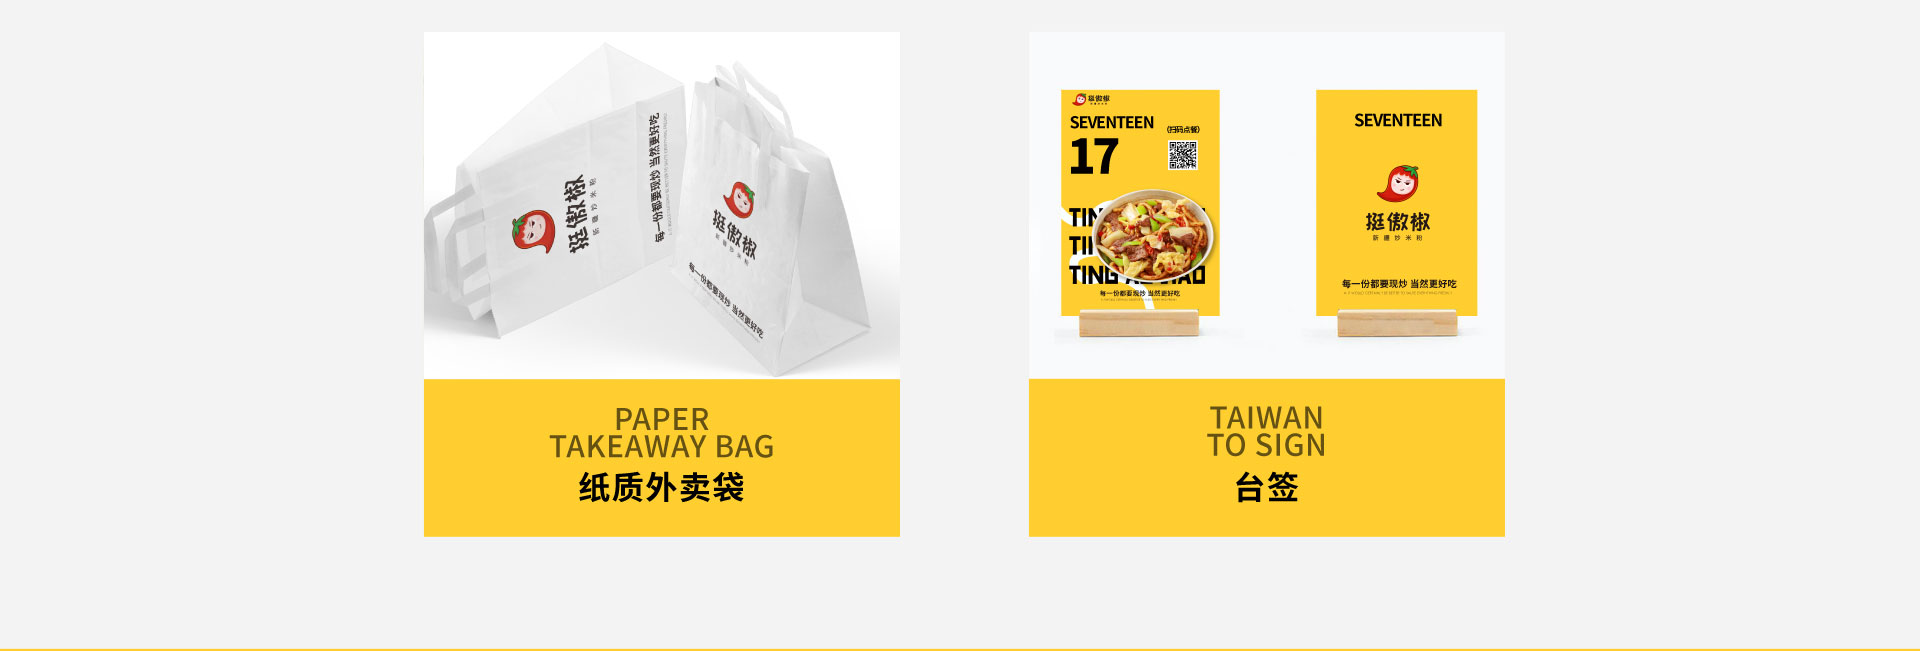 挺傲椒
新疆炒米粉
每一份都要现炒 当然更好吃
挺傲椒
新疆炒米粉
每一份都要现炒 当然更好吃
PAPER
TAKEAWAY BAG
纸质外卖袋
挺傲椒
SEVENTEEN
(扫码点餐)
17
TING
每一份都要现炒 当然更好吃
SEVENTEEN
挺傲椒
新疆炒米粉
每一份都要现炒 当然更好吃
TAIWAN
TO SIGN
台签